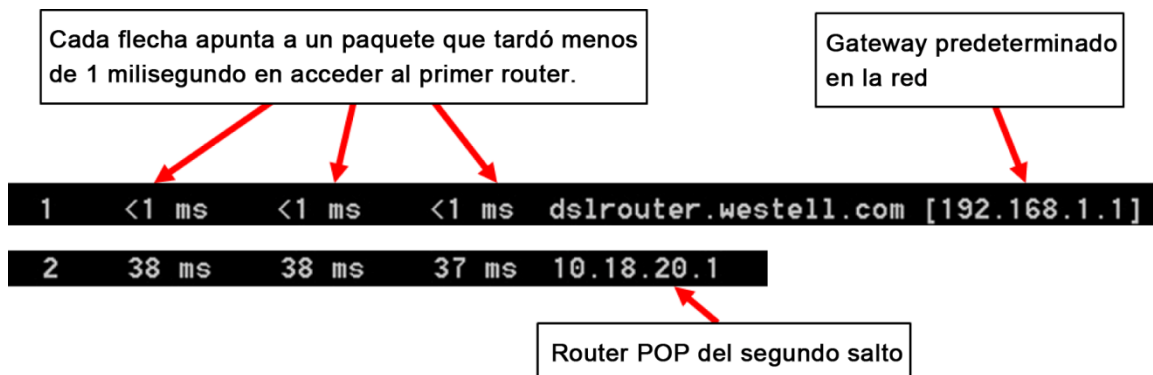 Cada flecha apunta a un paquete que tardó menos
de 1 milisegundo en acceder al primer router.
Gateway predeterminado
en la red
1 <1 ms <1 ms <1 ms dslrouter.westell.com [192.168.1.1]
2 38 ms 38 ms 37 ms 10.18.20.1
Router POP del segundo salto